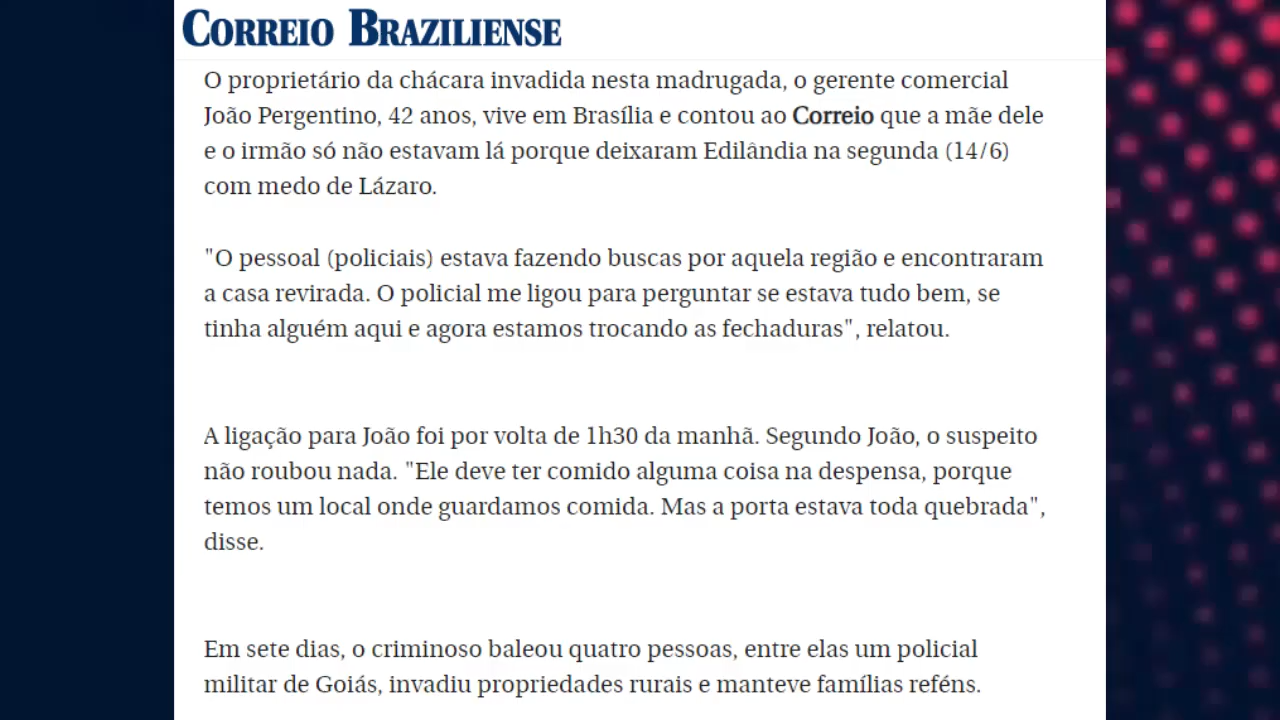 CORREIO BRAZILIENSE
O proprietário da chácara invadida nesta madrugada, o gerente comercial
João Pergentino, 42 anos, vive em Brasília e contou ao Correio que a mãe dele
e o irmão só não estavam lá porque deixaram Edilândia na segunda (14/6)
com medo de Lázaro.
"O pessoal (policiais) estava fazendo buscas por aquela região e encontraram
a casa revirada. O policial me ligou para perguntar se estava tudo bem, se
tinha alguém aqui e agora estamos trocando as fechaduras", relatou.
A ligação para João foi por volta de 1h30 da manhã. Segundo João, o suspeito
não roubou nada. "Ele deve ter comido alguma coisa na despensa, porque
temos um local onde guardamos comida. Mas a porta estava toda quebrada",
disse.
Em sete dias, o criminoso baleou quatro pessoas, entre elas um policial
militar de Goiás, invadiu propriedades rurais e manteve famílias reféns.